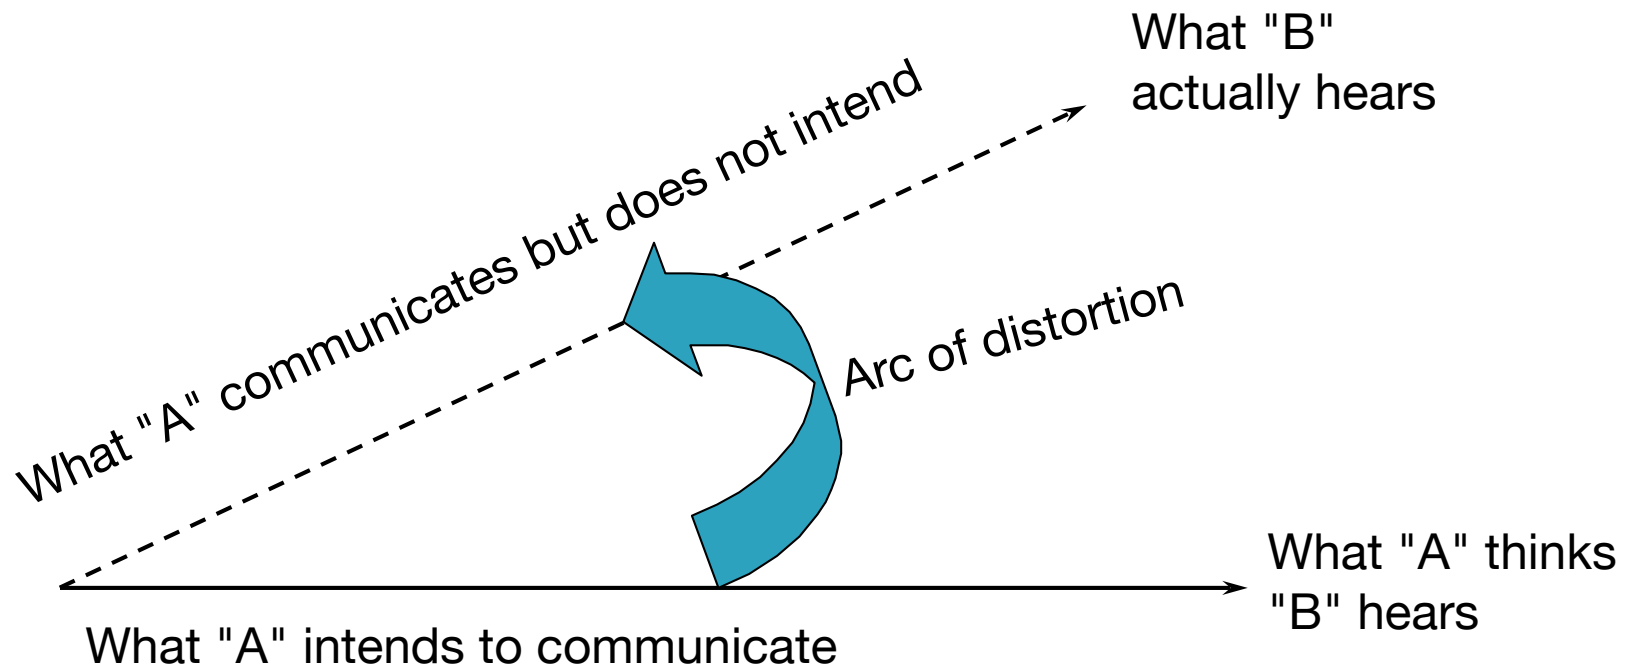 What "B"
actually hears
What "A" communicates but does not intend
Arc of distortion
What "A" thinks
"B" hears
What "A" intends to communicate